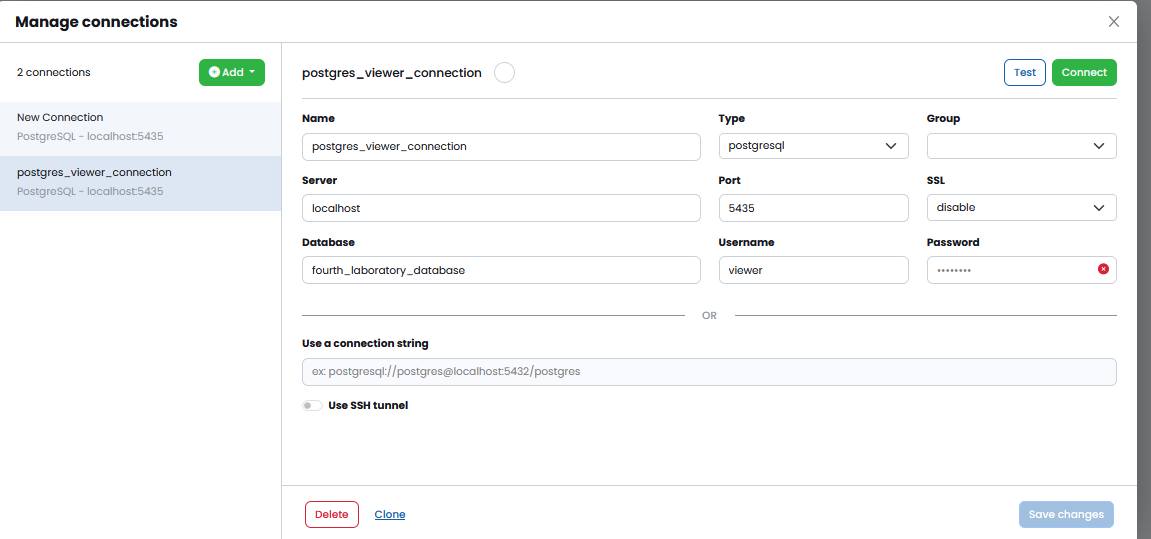 Manage connections
2 connections
Add
New Connection
PostgreSQL - localhost:5435
postgres_viewer_connection
PostgreSQL - localhost:5435
postgres_viewer_connection
Test
Connect
Name
Type
Group
postgres_viewer_connection
postgresql
Server
Port
SSL
localhost
5435
disable
Database
Username
Password
fourth_laboratory_database
viewer
••••••••
OR
Use a connection string
ex: postgresql://postgres@localhost:5432/postgres
Use SSH tunnel
Delete
Clone
Save changes